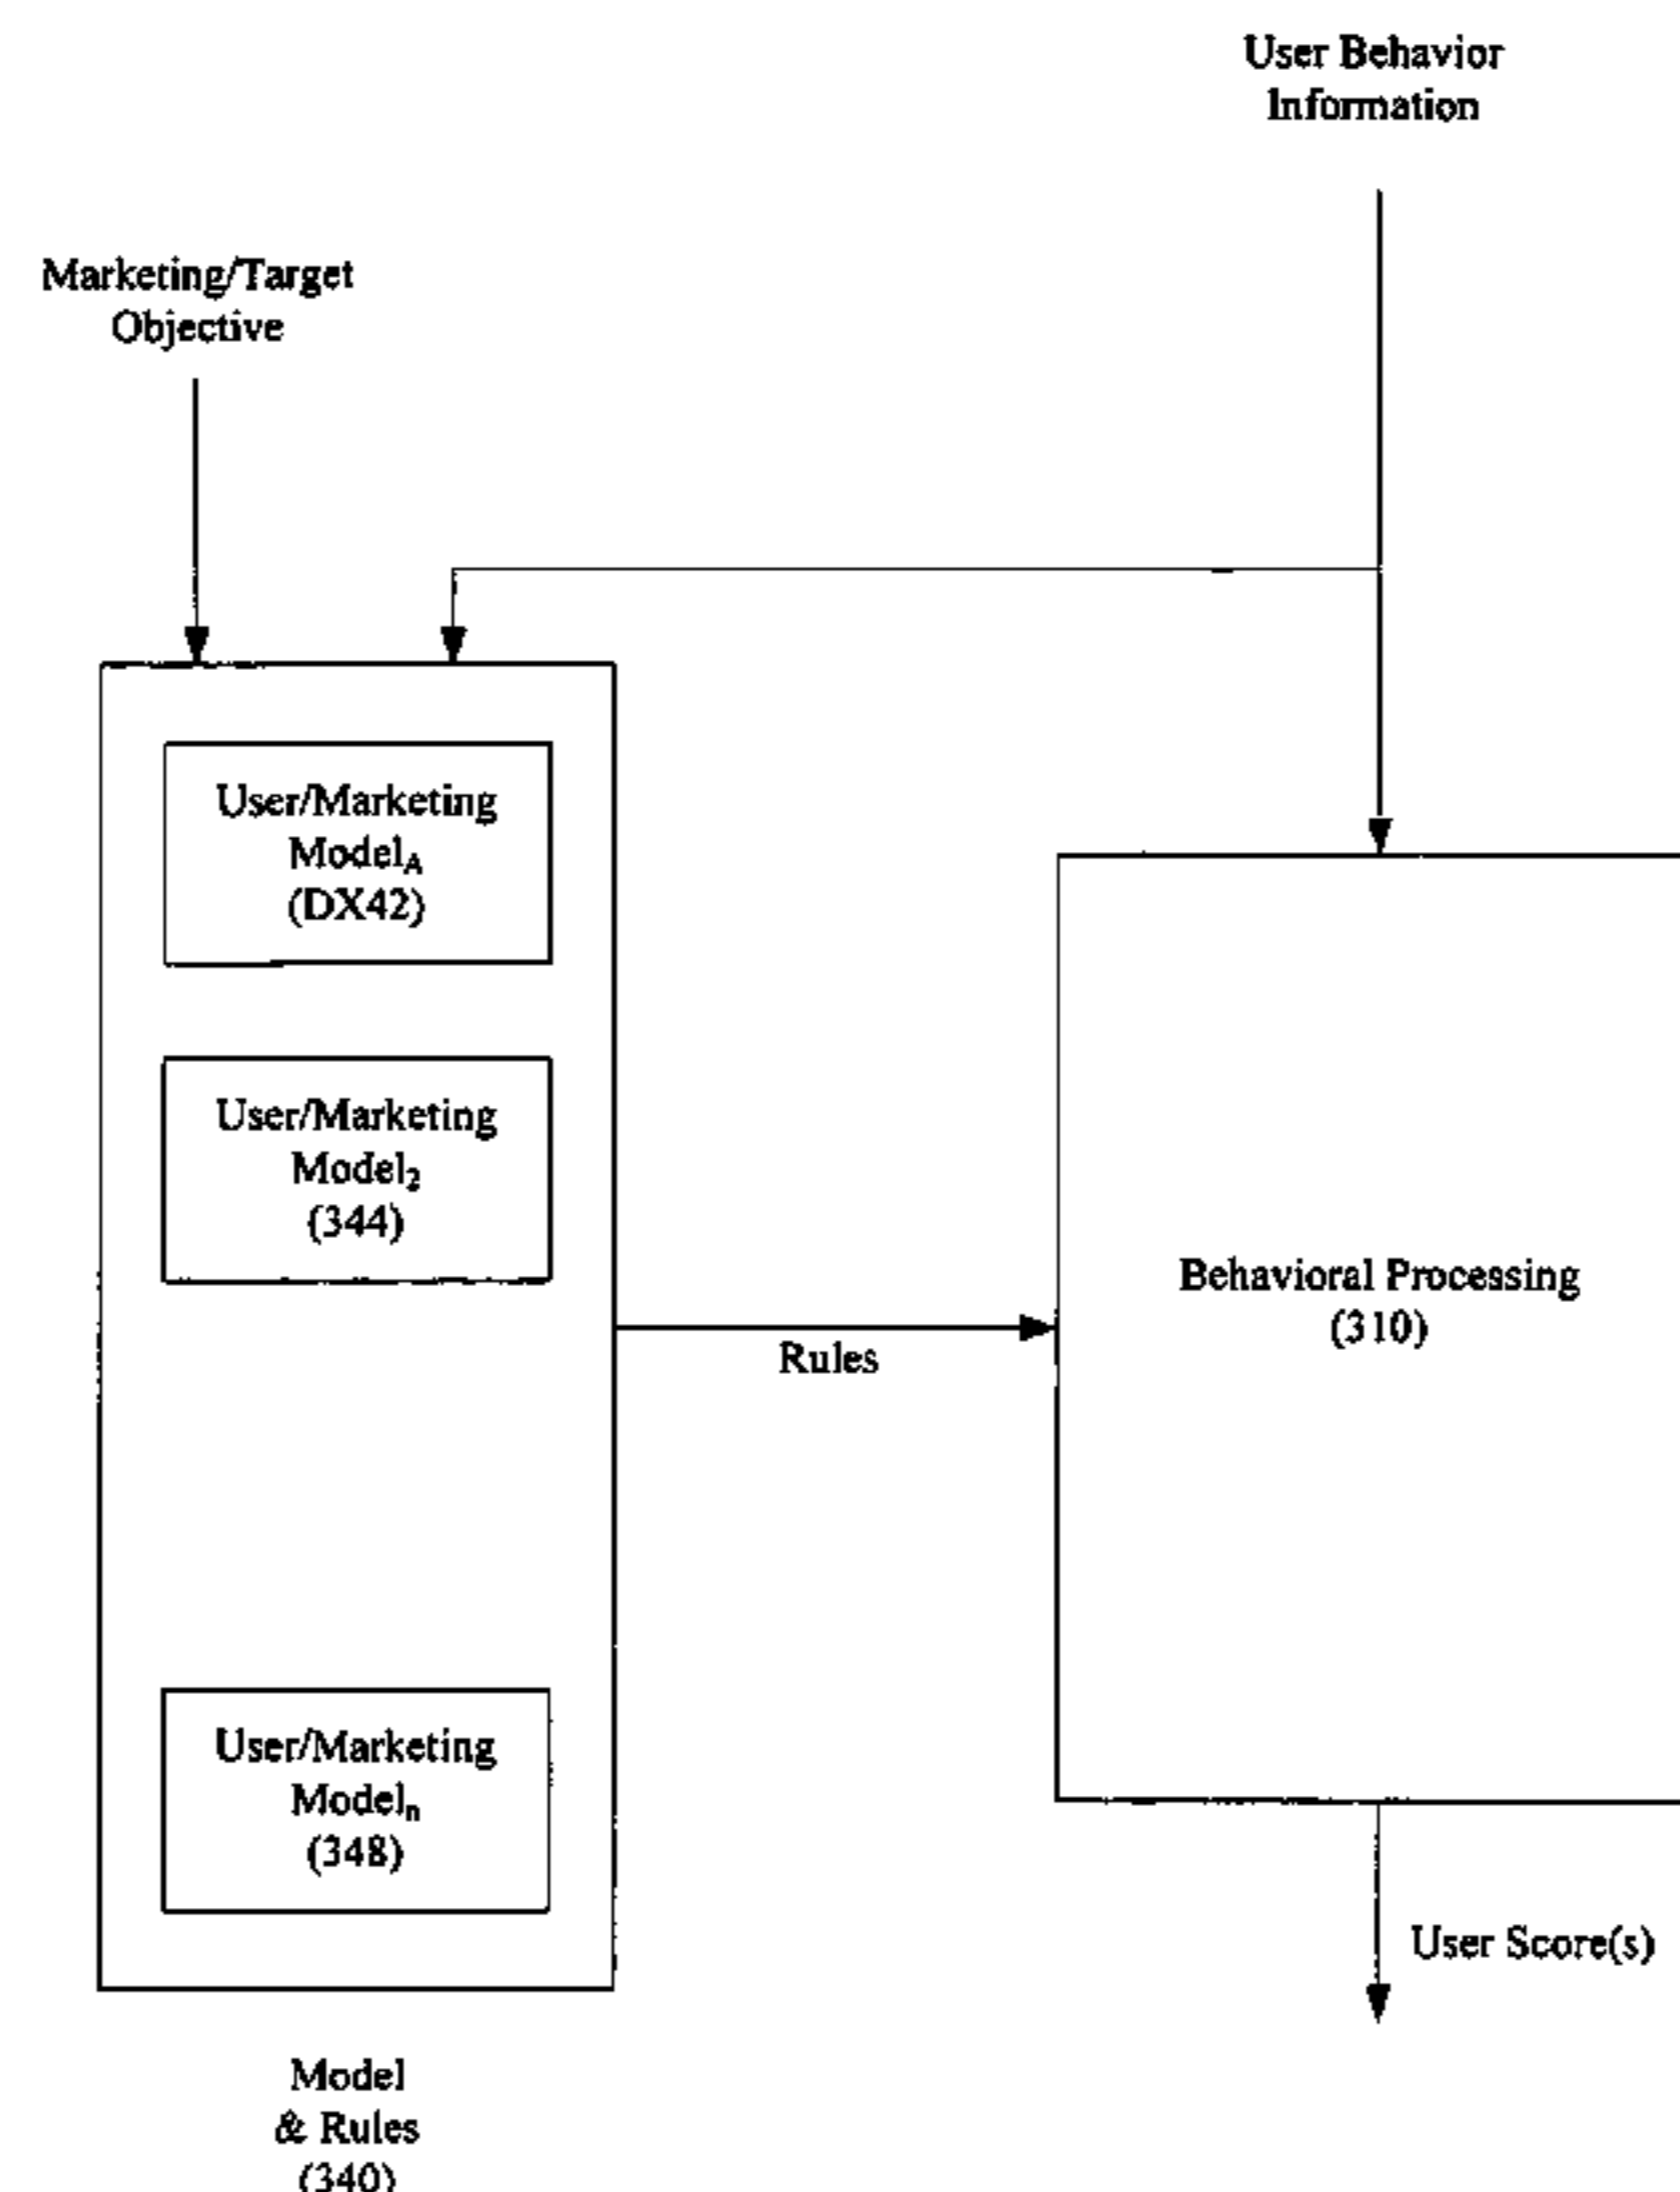 User Behavior
Information
Marketing/Target
Objective
User/Marketing
Model_A
(DX42)
User/Marketing
Model₂
(344)
Behavioral Processing
(310)
Rules
User/Marketing
Modelₙ
(348)
User Score(s)
Model
& Rules
(340)